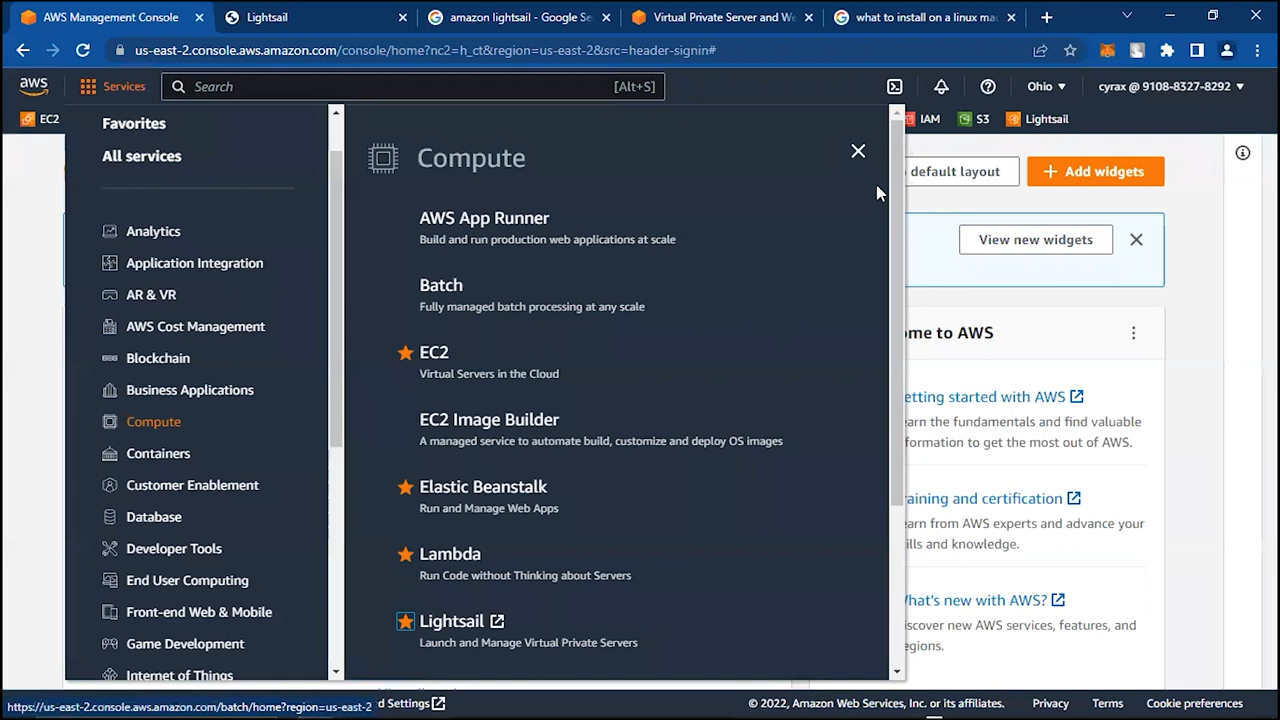 AWS Management Console
Lightsail
amazon lightsail - Google Se
Virtual Private Server and We
what to install on a linux ma
us-east-2.console.aws.amazon.com/console/home?nc2=h_ct&region=us-east-2&src=header-signin#
aws
Services
Search
[Alt+S]
Ohio
cyrax @ 9108-8327-8292
EC2
IAM
S3
Lightsail
Favorites
All services
Analytics
Application Integration
AR & VR
AWS Cost Management
Blockchain
Business Applications
Compute
Containers
Customer Enablement
Database
Developer Tools
End User Computing
Front-end Web & Mobile
Game Development
Internet of Things
Compute
AWS App Runner
Build and run production web applications at scale
Batch
Fully managed batch processing at any scale
EC2
Virtual Servers in the Cloud
EC2 Image Builder
A managed service to automate build, customize and deploy OS images
Elastic Beanstalk
Run and Manage Web Apps
Lambda
Run Code without Thinking about Servers
Lightsail
Launch and Manage Virtual Private Servers
default layout
+ Add widgets
View new widgets
ome to AWS
etting started with AWS
earn the fundamentals and find valuable
formation to get the most out of AWS.
raining and certification
earn from AWS experts and advance your
ills and knowledge.
hat's new with AWS?
iscover new AWS services, features, and
egions.
https://us-east-2.console.aws.amazon.com/batch/home?region=us-east-2
d Settings
© 2022, Amazon Web Services, Inc. or its affiliates.
Privacy
Terms
Cookie preferences